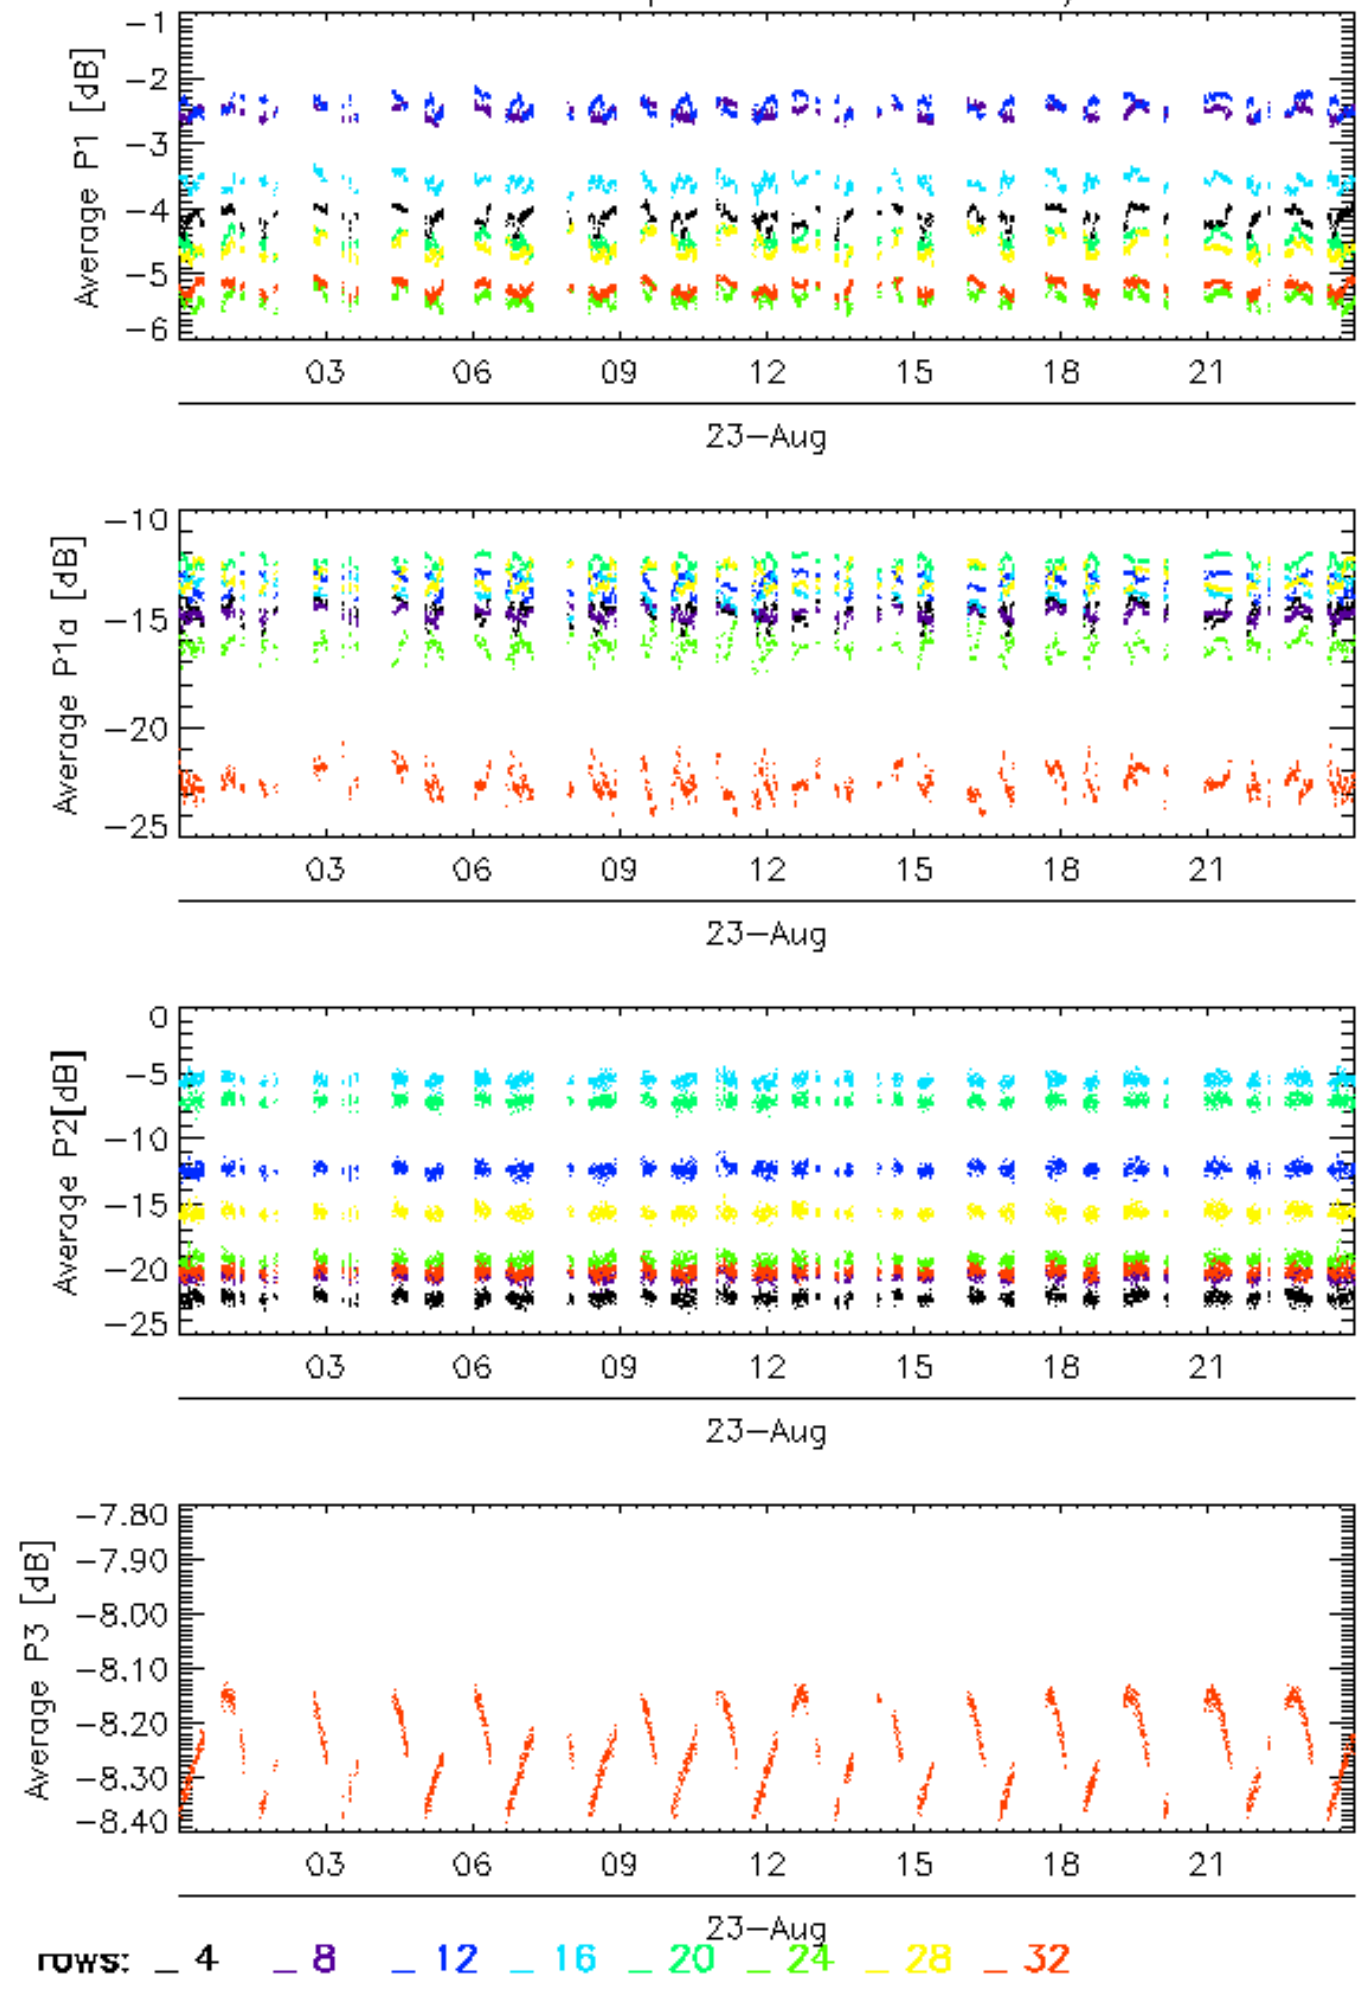 Average P1 [dB]
-1
-2
-3
-4
-5
-6
03 06 09 12 15 18 21
23-Aug
Average P1a [dB]
-10
-15
-20
-25
03 06 09 12 15 18 21
23-Aug
Average P2[dB]
0
-5
-10
-15
-20
-25
03 06 09 12 15 18 21
23-Aug
Average P3 [dB]
-7.80
-7.90
-8.00
-8.10
-8.20
-8.30
-8.40
03 06 09 12 15 18 21
23-Aug
rows: _ 4 _ 8 _ 12 _ 16 _ 20 _ 24 _ 28 _ 32